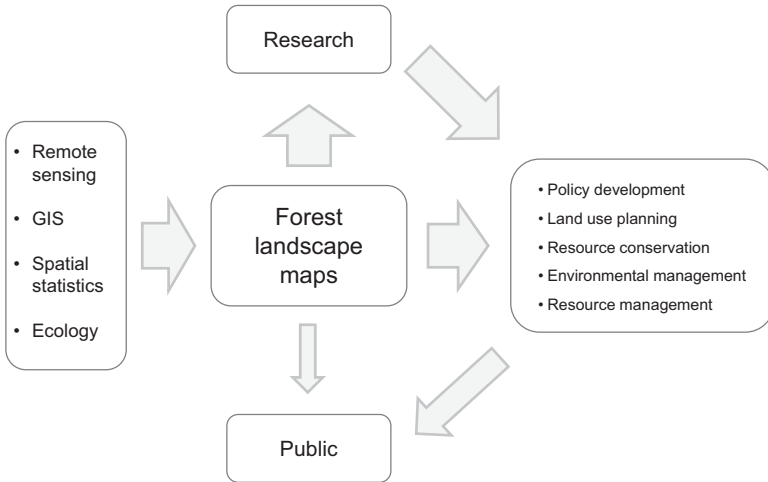 Research
• Remote
sensing
• GIS
• Spatial
statistics
• Ecology
Forest
landscape
maps
• Policy development
• Land use planning
• Resource conservation
• Environmental management
• Resource management
Public